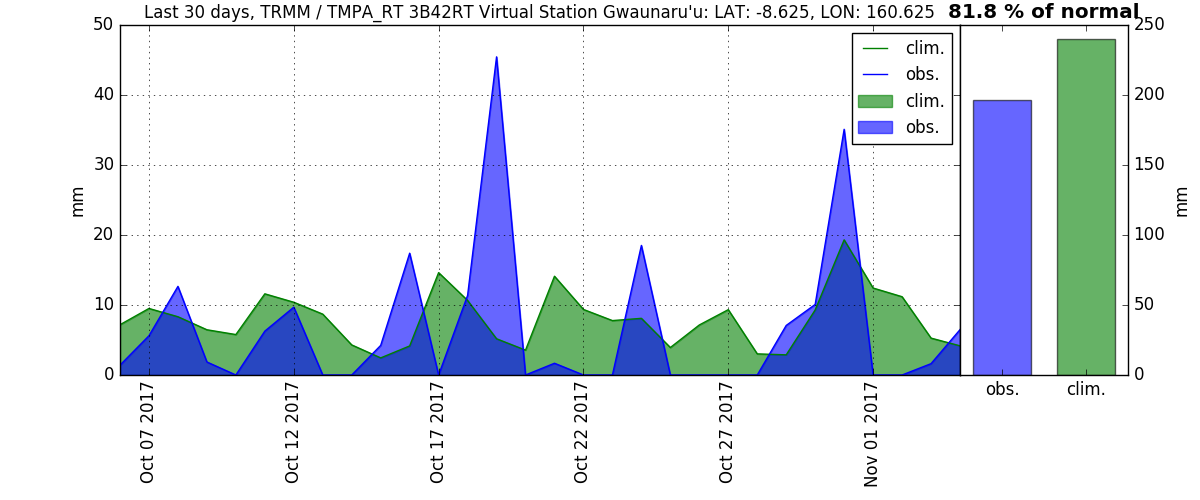 Last 30 days, TRMM / TMPA_RT 3B42RT Virtual Station Gwaunaru'u: LAT: -8.625, LON: 160.625
81.8 % of normal
mm
50
40
30
20
10
0
clim.
obs.
clim.
obs.
Oct 07 2017
Oct 12 2017
Oct 17 2017
Oct 22 2017
Oct 27 2017
Nov 01 2017
obs.
clim.
250
200
150
100
50
0
mm